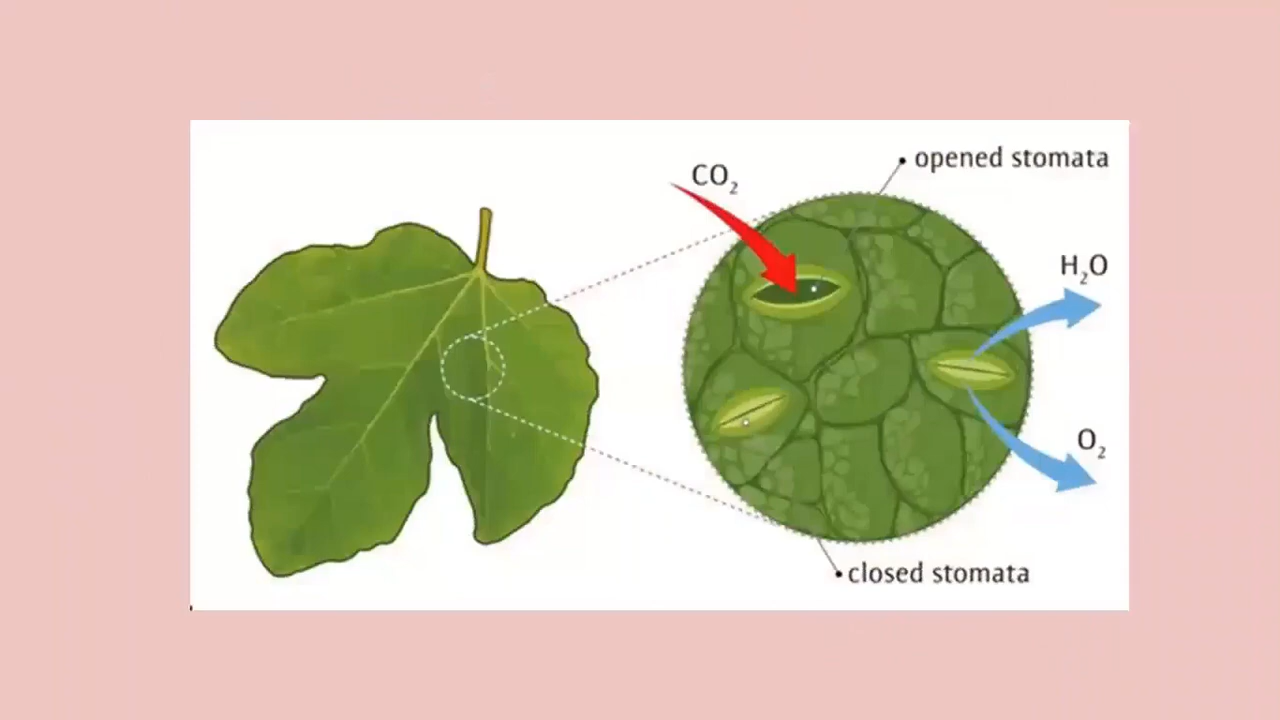 opened stomata
CO₂
H₂O
O₂
closed stomata